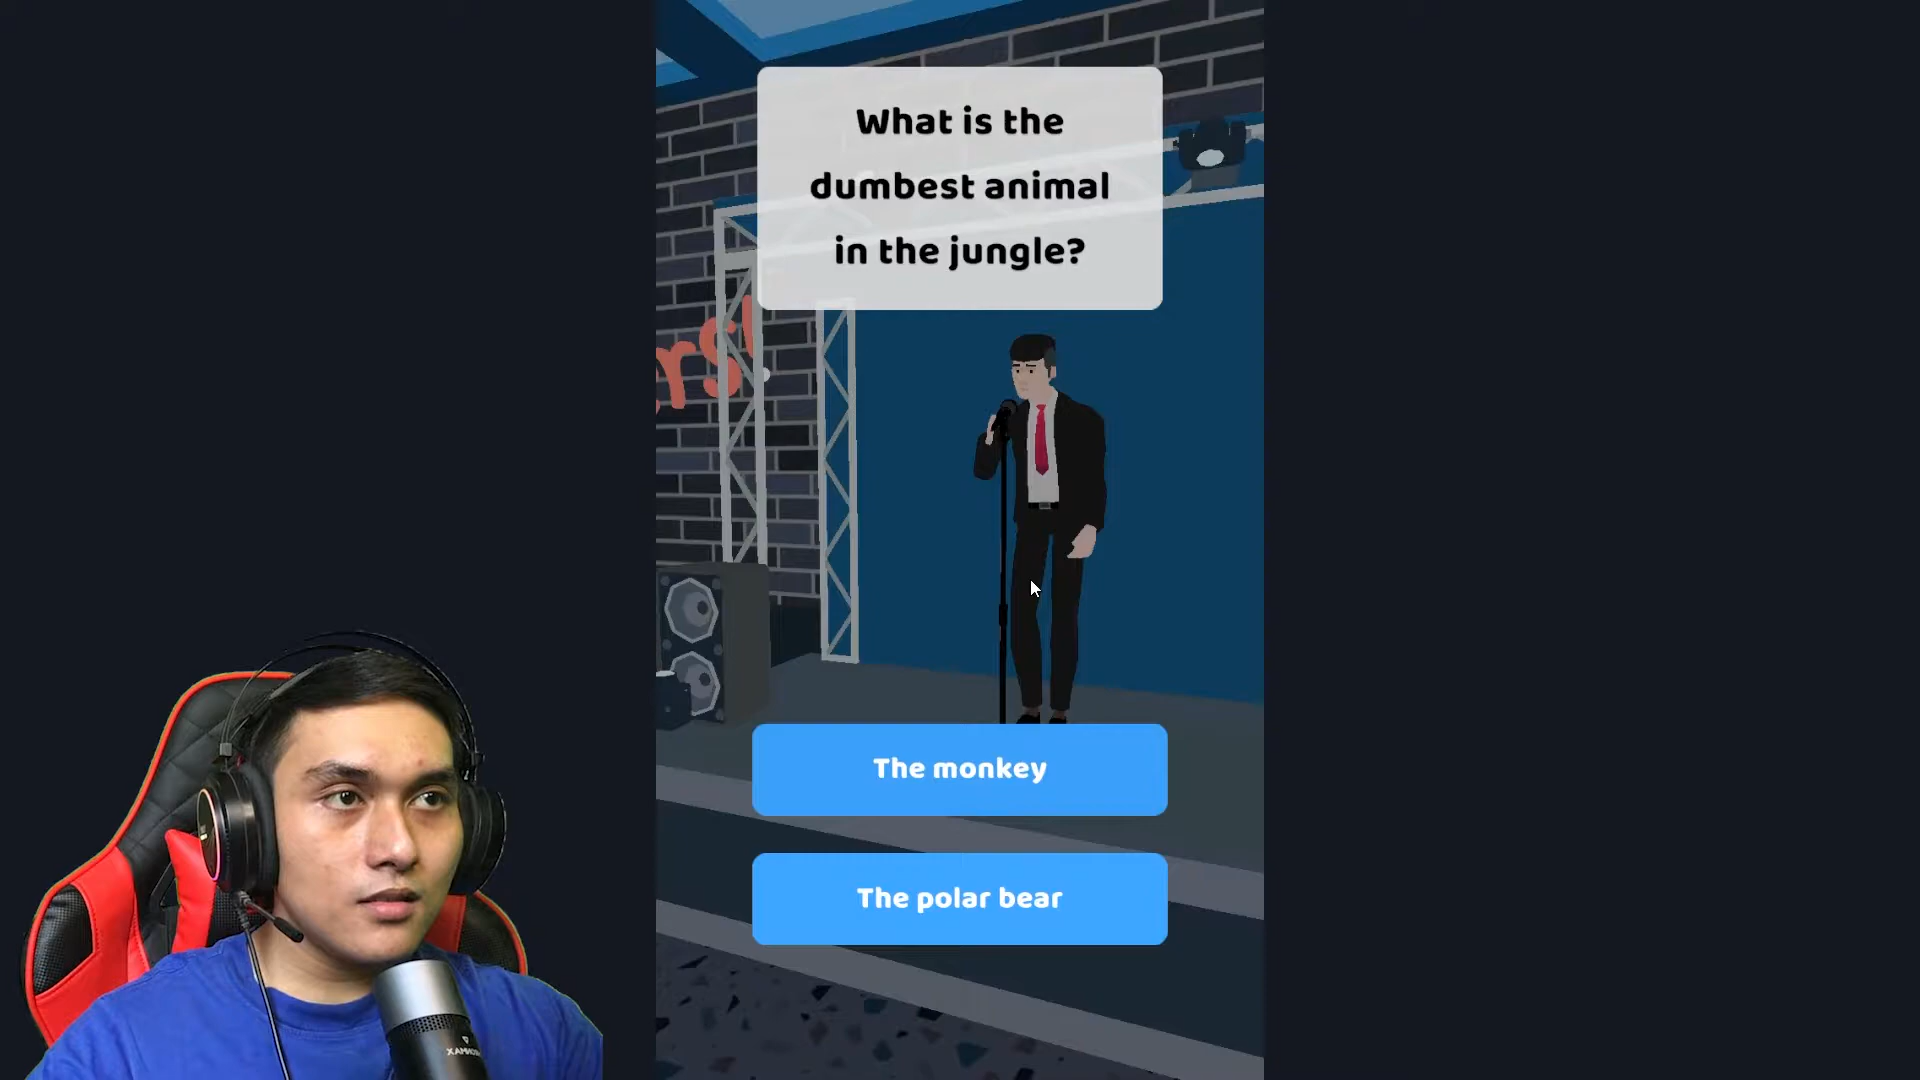 What is the
dumbest animal
in the jungle?
The monkey
The polar bear